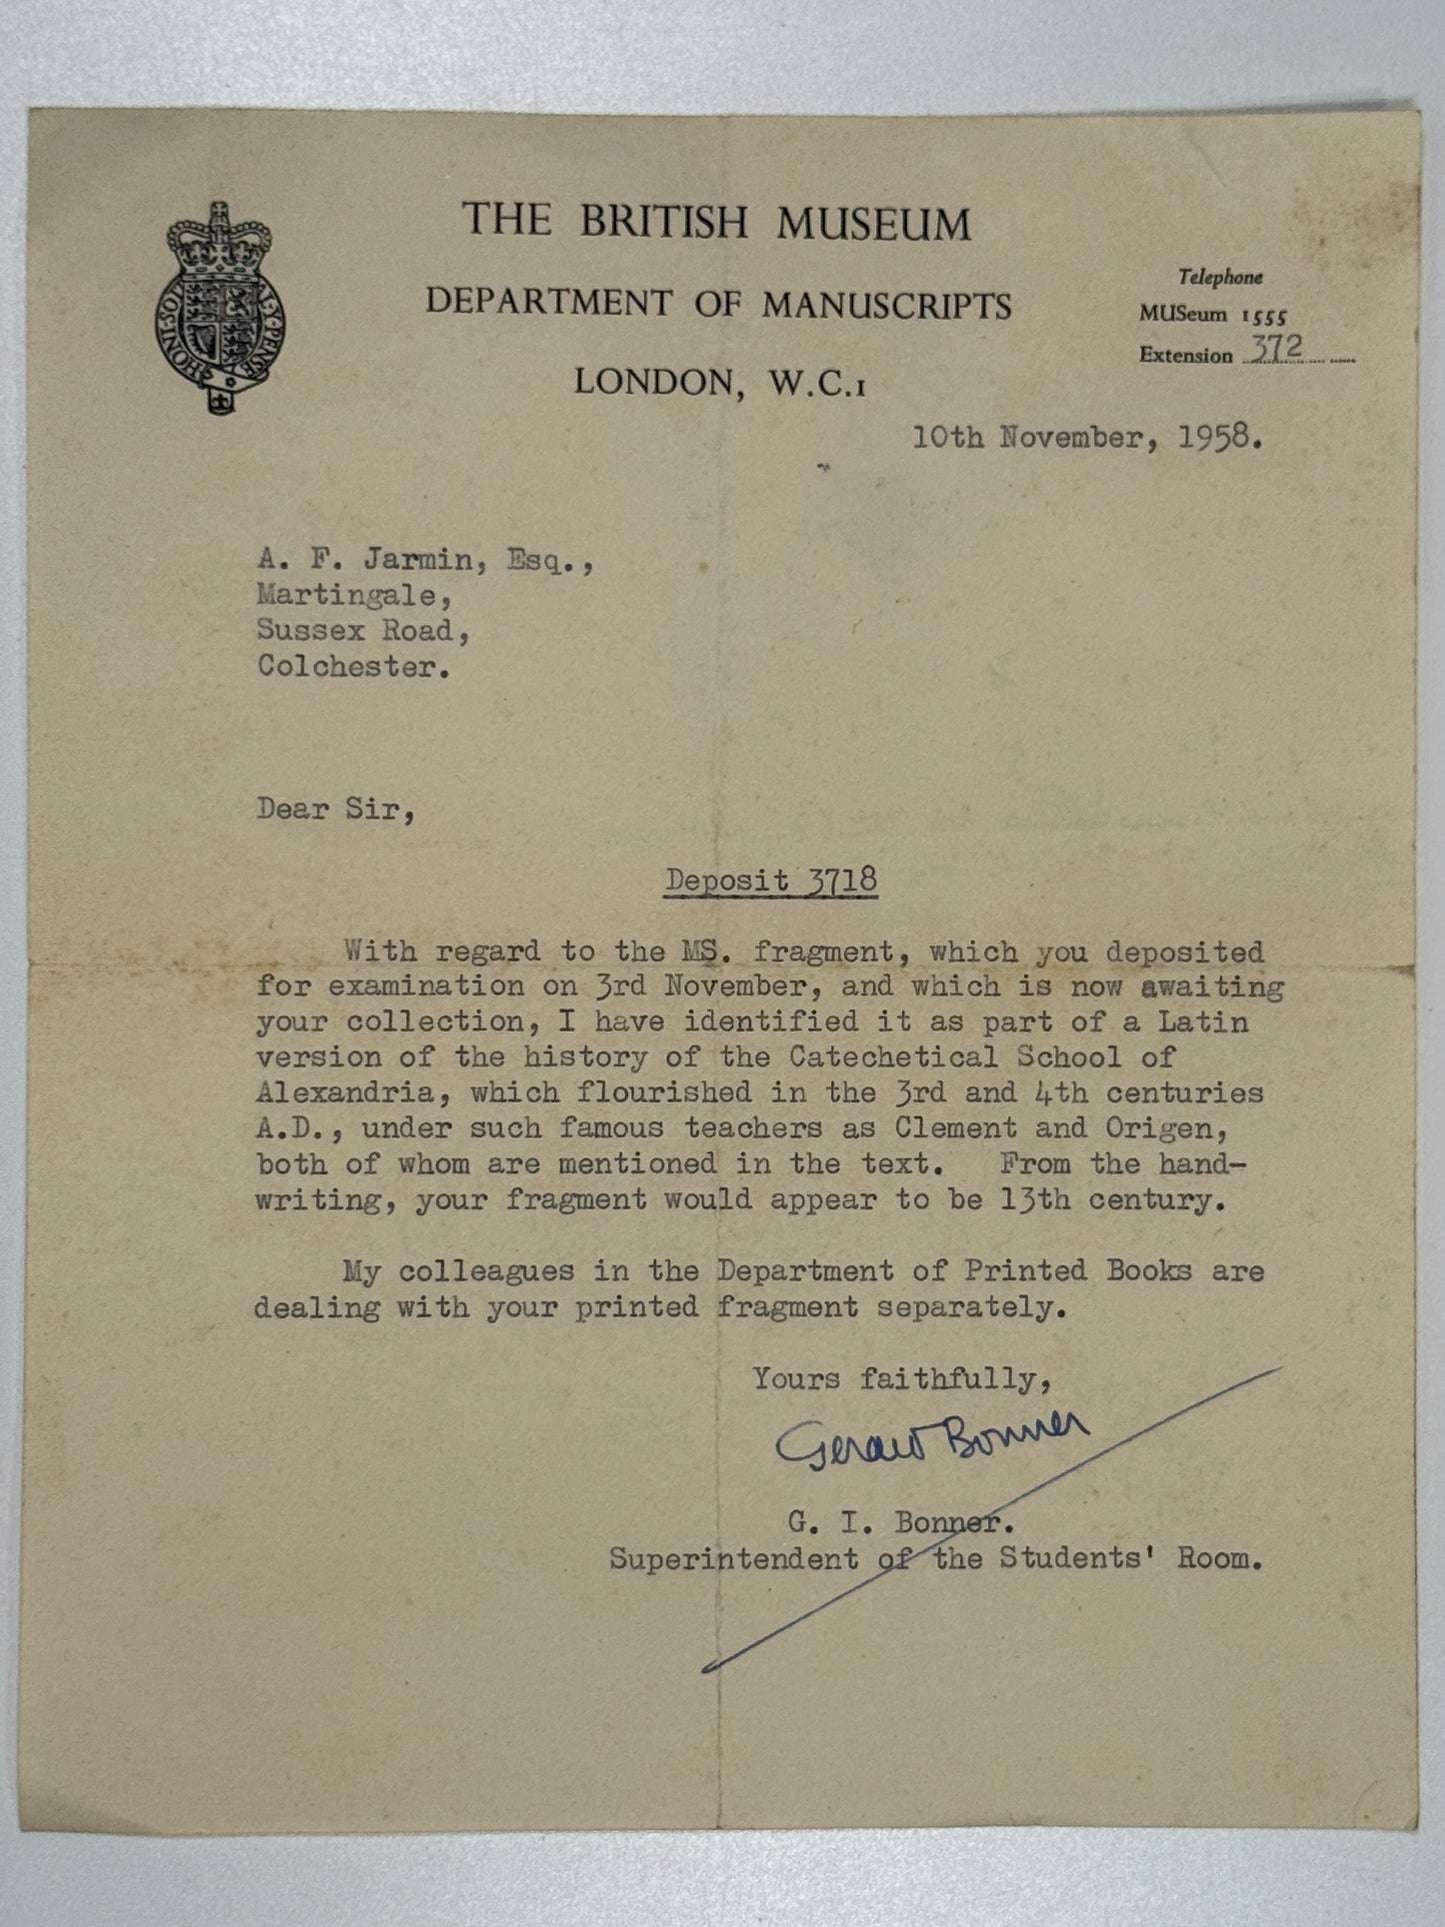 THE BRITISH MUSEUM
DEPARTMENT OF MANUSCRIPTS
LONDON, W.C.1
HONI·SOI
AL·Y·PENSE
Telephone
MUSeum 1555
Extension 372
10th November, 1958.
A. F. Jarmin, Esq.,
Martingale,
Sussex Road,
Colchester.
Dear Sir,
Deposit 3718
With regard to the MS. fragment, which you deposited
for examination on 3rd November, and which is now awaiting
your collection, I have identified it as part of a Latin
version of the history of the Catechetical School of
Alexandria, which flourished in the 3rd and 4th centuries
A.D., under such famous teachers as Clement and Origen,
both of whom are mentioned in the text. From the hand-
writing, your fragment would appear to be 13th century.
My colleagues in the Department of Printed Books are
dealing with your printed fragment separately.
Yours faithfully,
Gerald Bonner
G. I. Bonner.
Superintendent of the Students' Room.